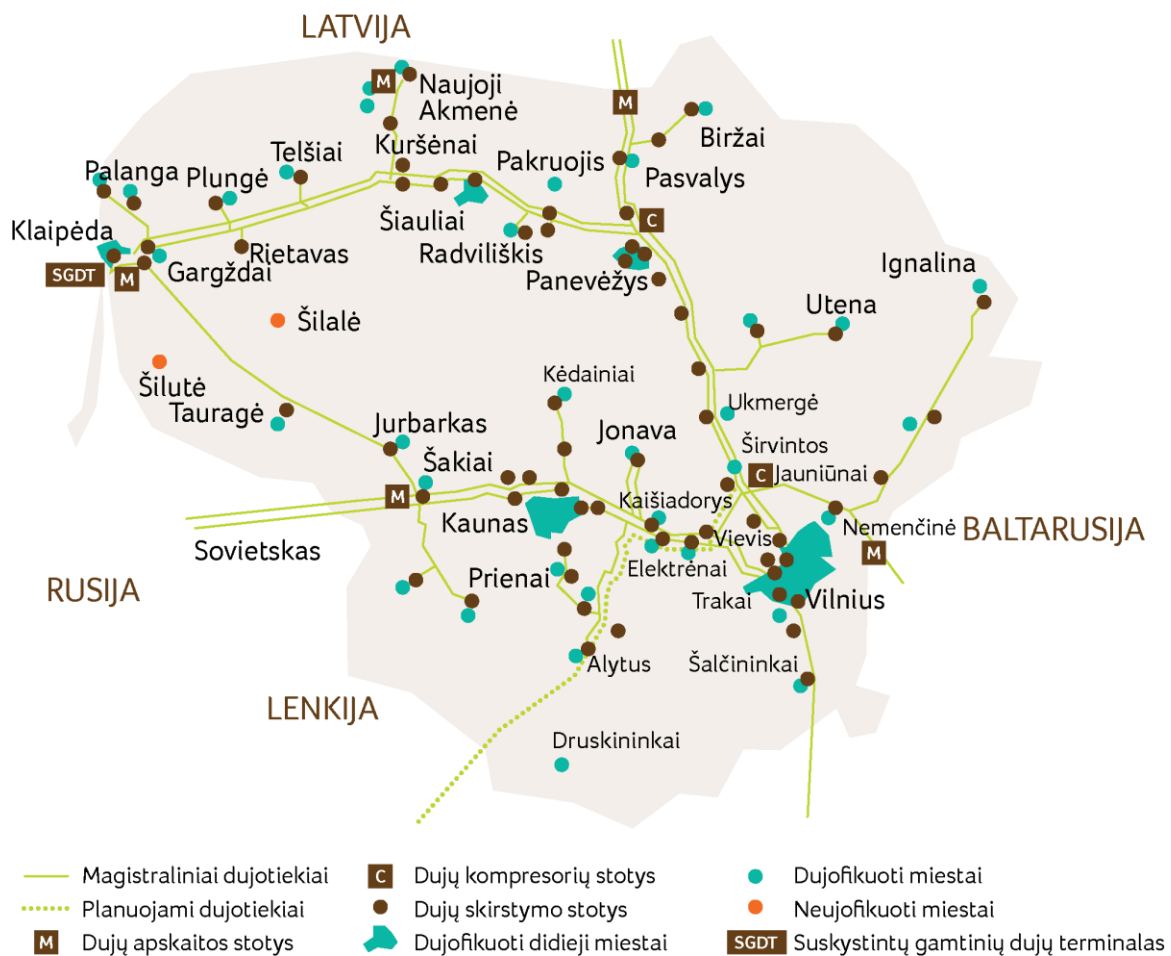 LATVIJA
M
Naujoji
Akmenė
M
Biržai
Telšiai
Kuršėnai
Pakruojis
Pasvalys
Palanga
Plungė
Klaipėda
Šiauliai
C
SGDT
M
Gargždai
Rietavas
Radviliškis
Panevėžys
Ignalina
Šilalė
Utena
Šilutė
Tauragė
Kėdainiai
Ukmergė
Jurbarkas
Jonava
Širvintos
Šakiai
C
Jauniūnai
M
Kaunas
Kaišiadorys
Nemenčinė
BALTARUSIJA
Sovietskas
Vievis
M
RUSIJA
Prienai
Elektrėnai
Trakai
Vilnius
Alytus
Šalčininkai
LENKIJA
Druskininkai
Magistraliniai dujotiekiai
Planuojami dujotiekiai
M Dujų apskaitos stotys
C Dujų kompresorių stotys
Dujų skirstymo stotys
Dujofikuoti didieji miestai
Dujofikuoti miestai
Neujofikuoti miestai
SGDT Suskystintų gamtinių dujų terminalas